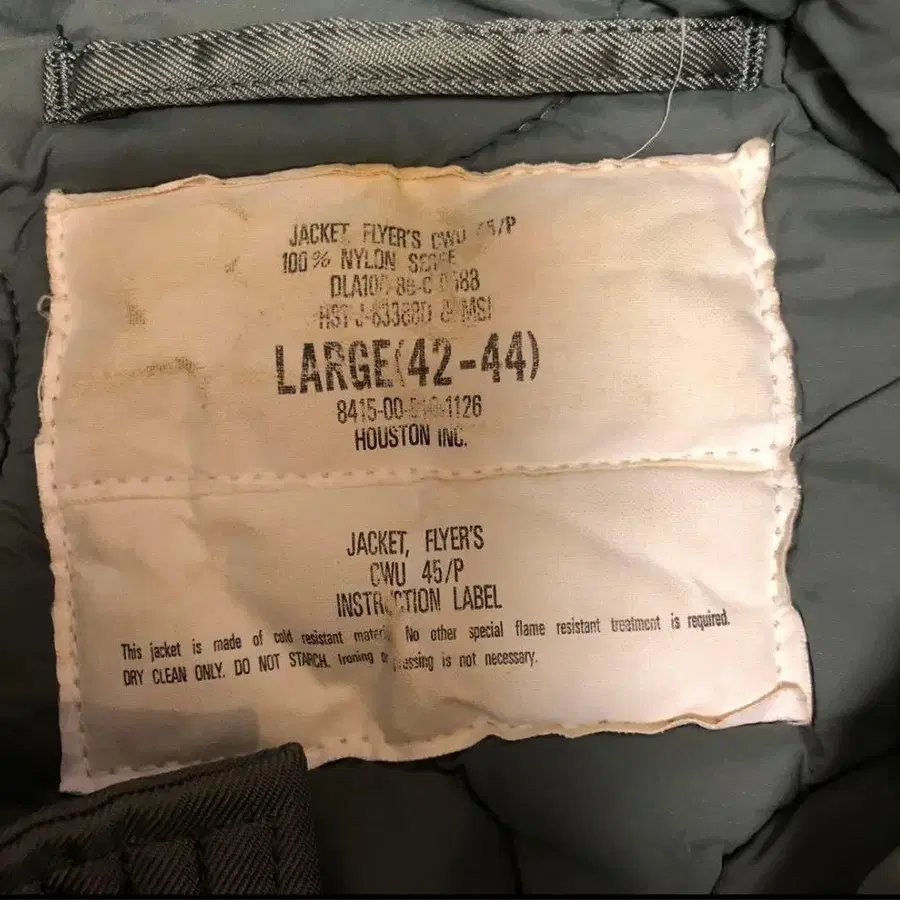 JACKET, FLYER'S CWU 45/P
100% NYLON
HOUSTON INC.
LARGE(42-44)
JACKET, FLYER'S
CWU 45/P
INSTRUCTION LABEL
This jacket is made of cold resistant material No other special flame resistant treatment is required.
DRY CLEAN ONLY. DO NOT STARCH. Ironing or pressing is not necessary.